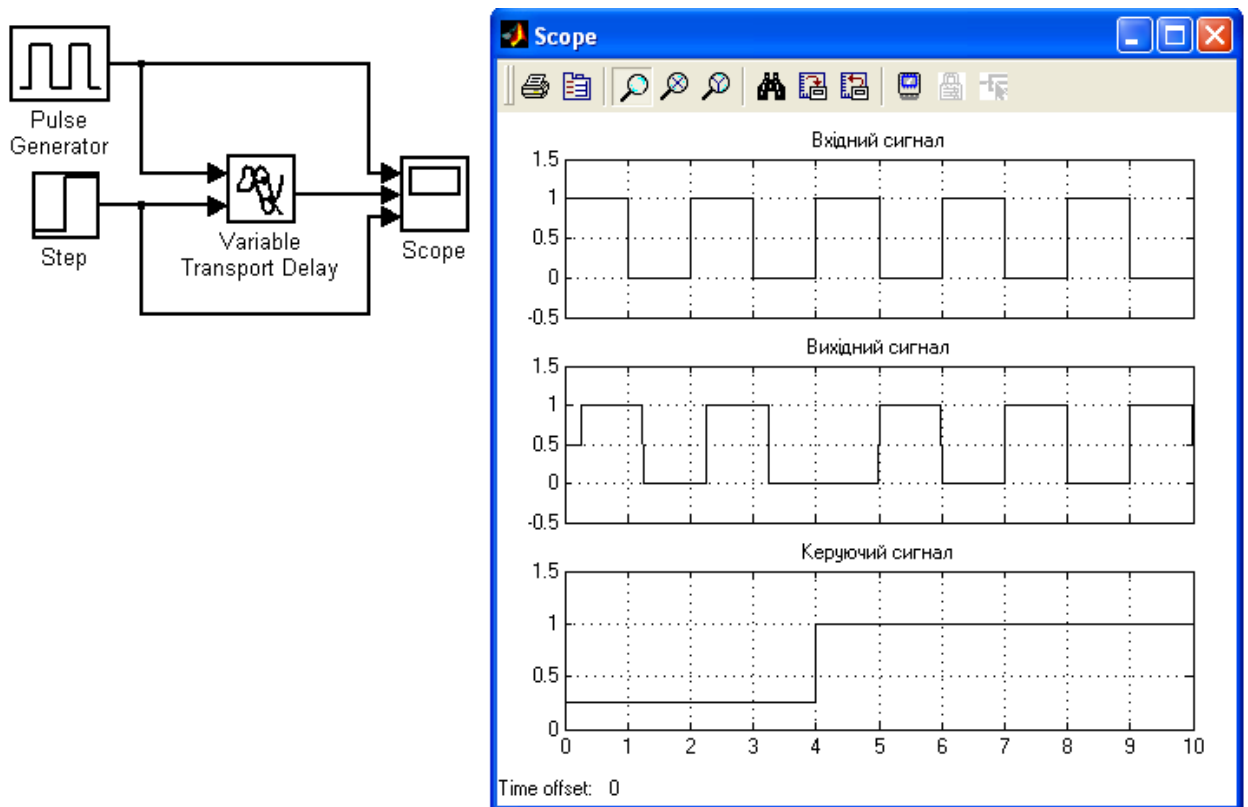 Pulse
Generator
Step
Variable
Transport Delay
Scope
Scope
Вхідний сигнал
1.5
1
0.5
0
-0.5
Вихідний сигнал
1.5
1
0.5
0
-0.5
Керуючий сигнал
1.5
1
0.5
0
0 1 2 3 4 5 6 7 8 9 10
Time offset: 0